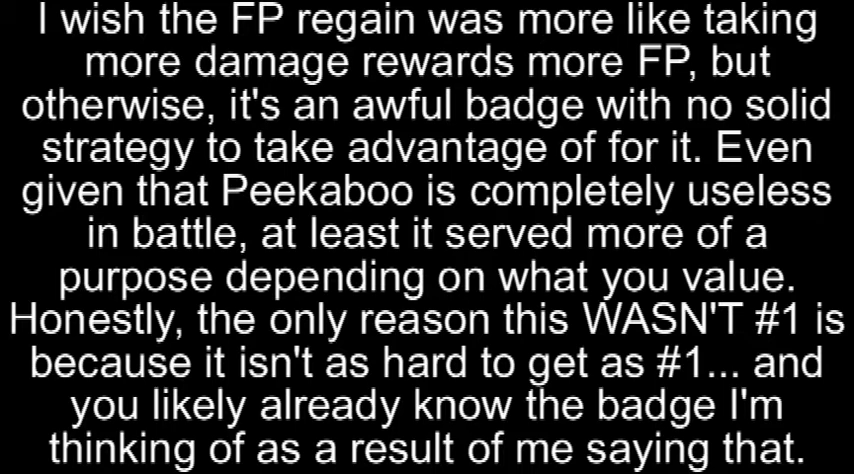 I wish the FP regain was more like taking
more damage rewards more FP, but
otherwise, it's an awful badge with no solid
strategy to take advantage of for it. Even
given that Peekaboo is completely useless
in battle, at least it served more of a
purpose depending on what you value.
Honestly, the only reason this WASN'T #1 is
because it isn't as hard to get as #1... and
you likely already know the badge I'm
thinking of as a result of me saying that.